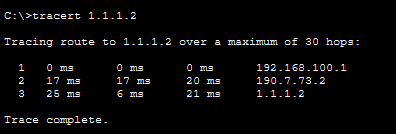 C:\>tracert 1.1.1.2
Tracing route to 1.1.1.2 over a maximum of 30 hops:
1 0 ms 0 ms 0 ms 192.168.100.1
2 17 ms 17 ms 20 ms 190.7.73.2
3 25 ms 6 ms 21 ms 1.1.1.2
Trace complete.